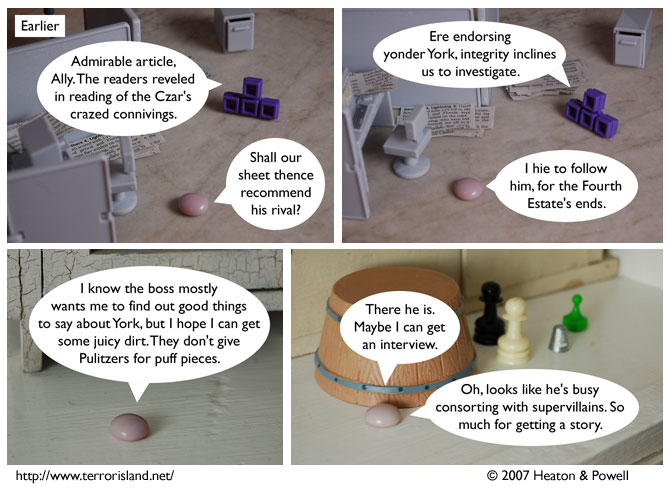 Earlier
Admirable article,
Ally. The readers reveled
in reading of the Czar's
crazed connivings.
Shall our
sheet thence
recommend
his rival?
Ere endorsing
yonder York, integrity inclines
us to investigate.
I hie to follow
him, for the Fourth
Estate's ends.
I know the boss mostly
wants me to find out good things
to say about York, but I hope I can get
some juicy dirt. They don't give
Pulitzers for puff pieces.
There he is.
Maybe I can get
an interview.
Oh, looks like he's busy
consorting with supervillains. So
much for getting a story.
http://www.terrorisland.net/
© 2007 Heaton & Powell